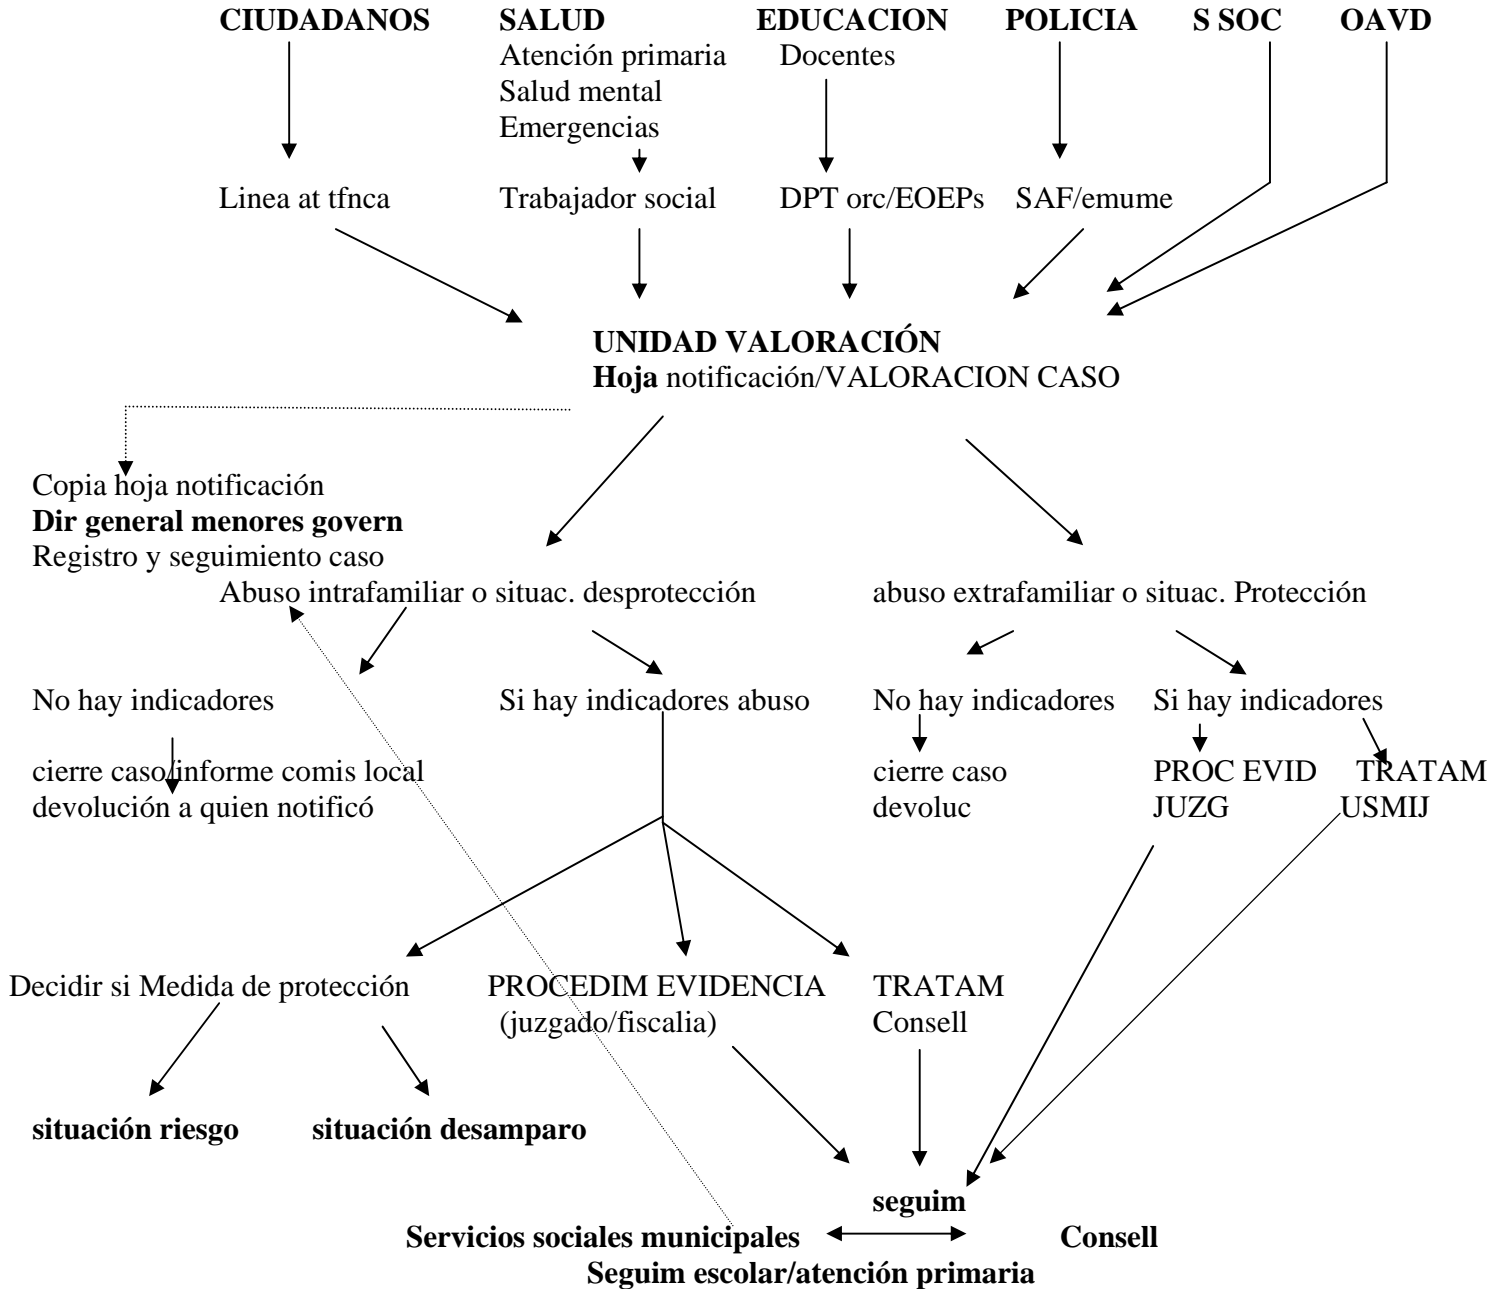 CIUDADANOS SALUD EDUCACION POLICIA S SOC OAVD
Atención primaria Docentes
Salud mental
Emergencias
Linea at tfnca Trabajador social DPT orc/EOEPs SAF/emume
UNIDAD VALORACIÓN
Hoja notificación/VALORACION CASO
Copia hoja notificación
Dir general menores govern
Registro y seguimiento caso
Abuso intrafamiliar o situac. desprotección abuso extrafamiliar o situac. Protección
No hay indicadores Si hay indicadores abuso No hay indicadores Si hay indicadores
cierre caso/informe comis local cierre caso PROC EVID TRATAM
devolución a quien notificó devoluc JUZG USMIJ
Decidir si Medida de protección PROCEDIM EVIDENCIA TRATAM
(juzgado/fiscalia) Consell
situación riesgo situación desamparo
seguim
Servicios sociales municipales Consell
Seguim escolar/atención primaria